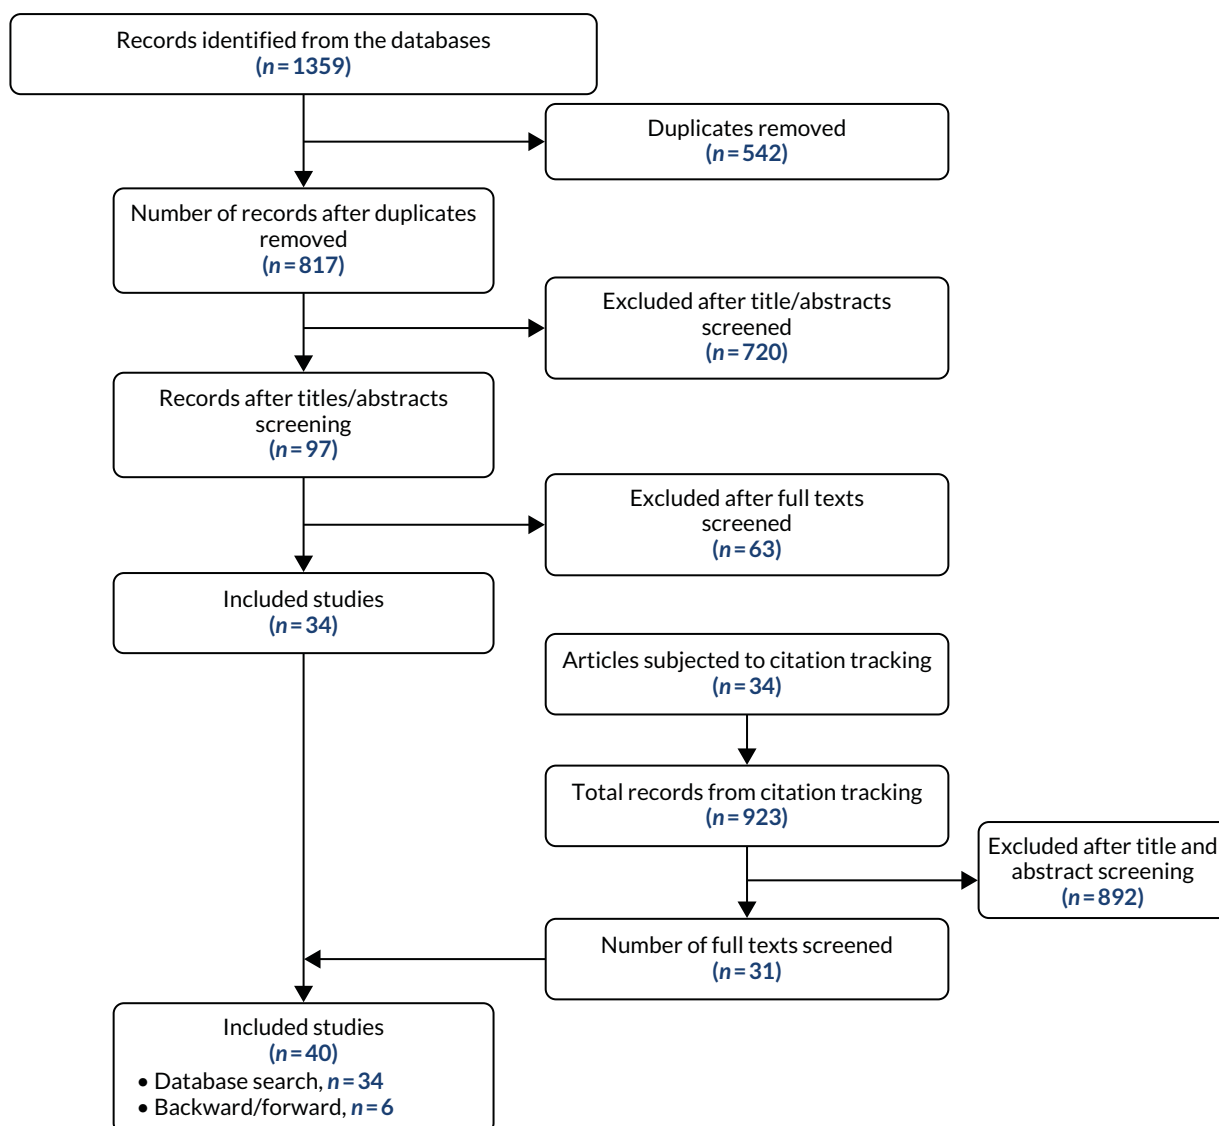 Records identified from the databases
(n=1359)
Duplicates removed
(n=542)
Number of records after duplicates
removed
(n=817)
Excluded after title/abstracts
screened
(n=720)
Records after titles/abstracts
screening
(n=97)
Excluded after full texts
screened
(n=63)
Included studies
(n=34)
Articles subjected to citation tracking
(n=34)
Total records from citation tracking
(n=923)
Excluded after title and
abstract screening
(n=892)
Number of full texts screened
(n=31)
Included studies
(n=40)
• Database search, n=34
• Backward/forward, n=6